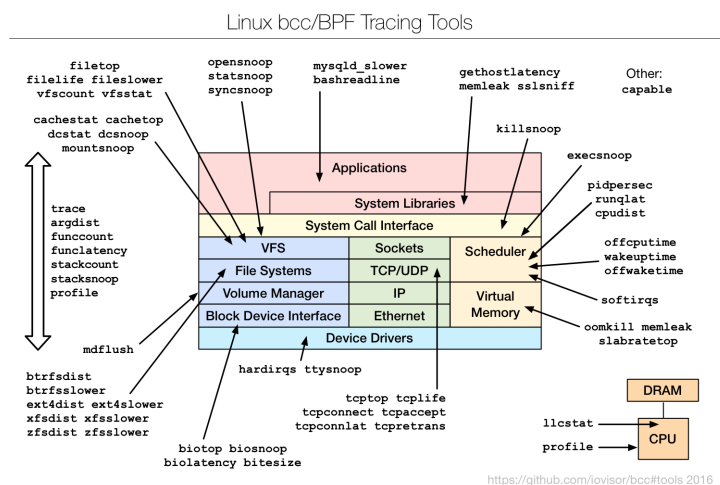 Linux bcc/BPF Tracing Tools
filetop
filelife fileslower
vfscount vfsstat
opensnoop
statsnoop
syncsnoop
mysqld_slower
bashreadline
gethostlatency
memleak sslsniff
Other:
capable
cachestat cachetop
dcstat dcsnoop
mountsnoop
killsnoop
execsnoop
pidpersec
runqlat
cpudist
offcputime
wakeuptime
offwaketime
softirqs
oomkill memleak
slabratetop
trace
argdist
funccount
funclatency
stackcount
stacksnoop
profile
Applications
System Libraries
System Call Interface
VFS
Sockets
Scheduler
File Systems
TCP/UDP
Volume Manager
IP
Virtual
Memory
Block Device Interface
Ethernet
Device Drivers
mdflush
hardirqs ttysnoop
btrfsdist
btrfsslower
ext4dist ext4slower
xfsdist xfsslower
zfsdist zfsslower
biotop biosnoop
biolatency bitesize
tcptop tcplife
tcpconnect tcpaccept
tcpconnlat tcpretrans
DRAM
llcstat
CPU
profile
https://github.com/iovisor/bcc#tools 2016